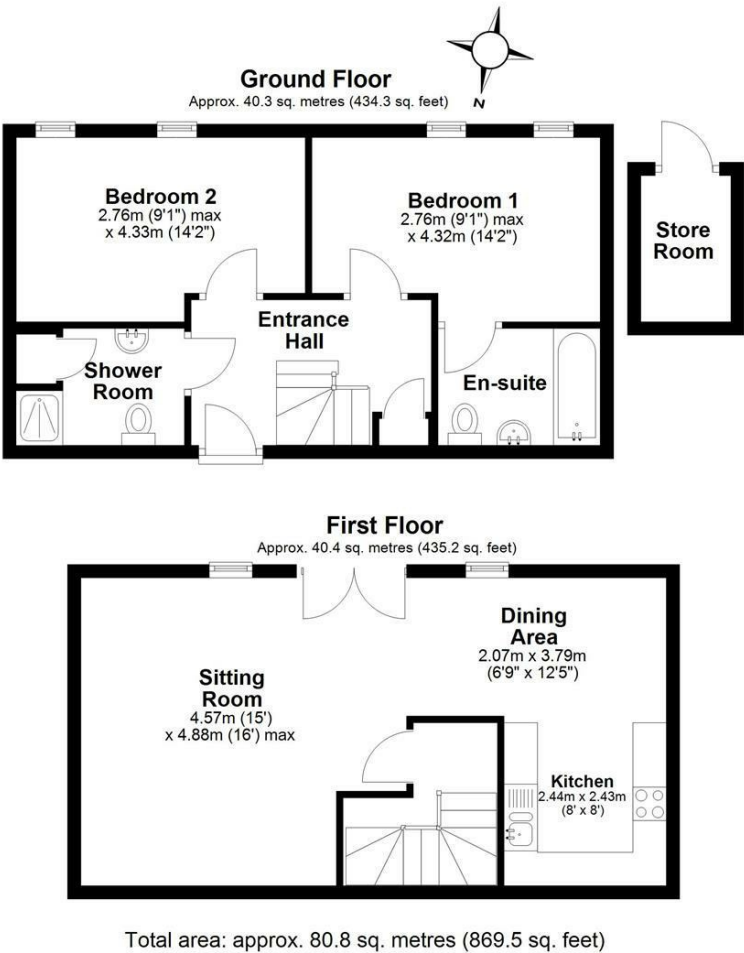 Ground Floor
Approx. 40.3 sq. metres (434.3 sq. feet)
N
Bedroom 2
2.76m (9'1") max
x 4.33m (14'2")
Bedroom 1
2.76m (9'1") max
x 4.32m (14'2")
Store
Room
Entrance
Hall
Shower
Room
En-suite
First Floor
Approx. 40.4 sq. metres (435.2 sq. feet)
Dining
Area
2.07m x 3.79m
(6'9" x 12'5")
Sitting
Room
4.57m (15')
x 4.88m (16') max
Kitchen
2.44m x 2.43m
(8' x 8')
Total area: approx. 80.8 sq. metres (869.5 sq. feet)